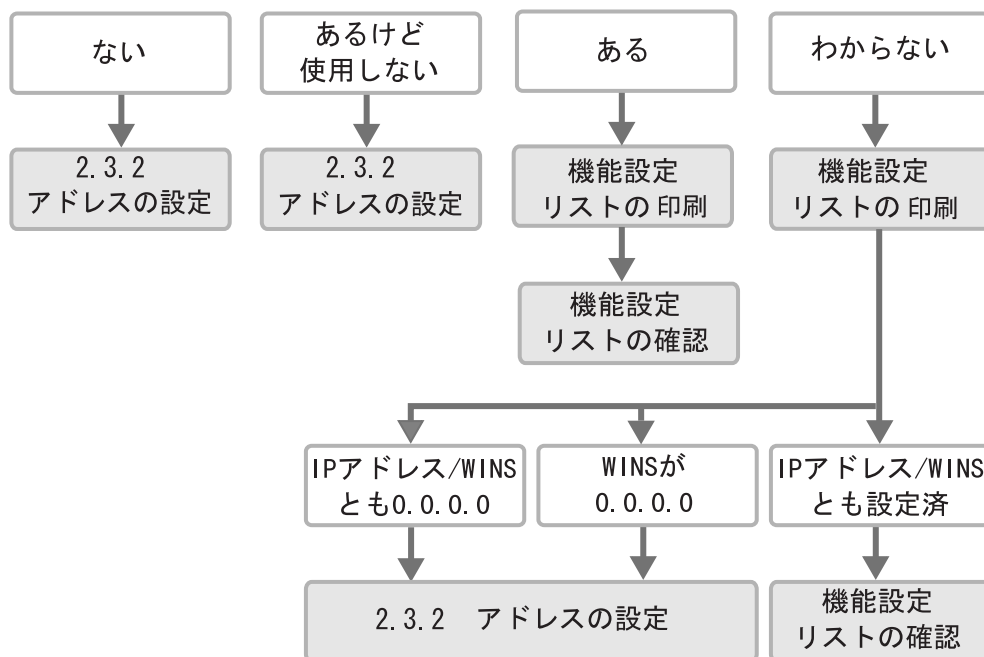 ない
あるけど
使用しない
ある
わからない
2.3.2
アドレスの設定
2.3.2
アドレスの設定
機能設定
リストの印刷
機能設定
リストの印刷
機能設定
リストの確認
IPアドレス/WINS
とも0.0.0.0
WINSが
0.0.0.0
IPアドレス/WINS
とも設定済
2.3.2 アドレスの設定
機能設定
リストの確認